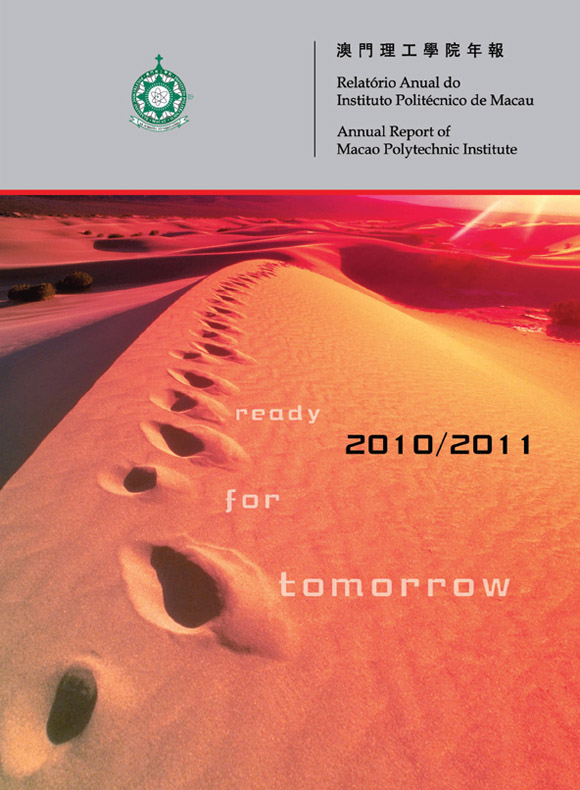 澳門理工學院年報
Relatório Anual do
Instituto Politécnico de Macau
Annual Report of
Macao Polytechnic Institute
ready
2010/2011
for
tomorrow